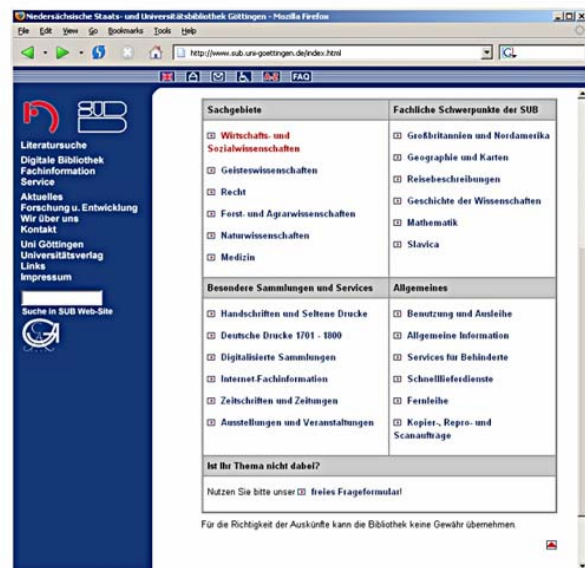 Niedersächsische Staats- und Universitätsbibliothek Göttingen - Mozilla Firefox
File Edit View Go Bookmarks Tools Help
http://www.sub.uni-goettingen.de/index.html
G
FAQ
SUB
Literatursuche
Digitale Bibliothek
Fachinformation
Service
Aktuelles
Forschung u. Entwicklung
Wir über uns
Kontakt
Uni Göttingen
Universitätsverlag
Links
Impressum
Suche in SUB Web-Site
Sachgebiete
Wirtschafts- und
Sozialwissenschaften
Geisteswissenschaften
Recht
Forst- und Agrarwissenschaften
Naturwissenschaften
Medizin
Fachliche Schwerpunkte der SUB
Großbritannien und Nordamerika
Geographie und Karten
Reisebeschreibungen
Geschichte der Wissenschaften
Mathematik
Slavica
Besondere Sammlungen und Services
Handschriften und Seltene Drucke
Deutsche Drucke 1701 - 1800
Digitalisierte Sammlungen
Internet-Fachinformation
Zeitschriften und Zeitungen
Ausstellungen und Veranstaltungen
Allgemeines
Benutzung und Ausleihe
Allgemeine Information
Services für Behinderte
Schnelllieferdienste
Fernleihe
Kopier-, Repro- und
Scanaufträge
Ist Ihr Thema nicht dabei?
Nutzen Sie bitte unser freies Frageformular!
Für die Richtigkeit der Auskünfte kann die Bibliothek keine Gewähr übernehmen.